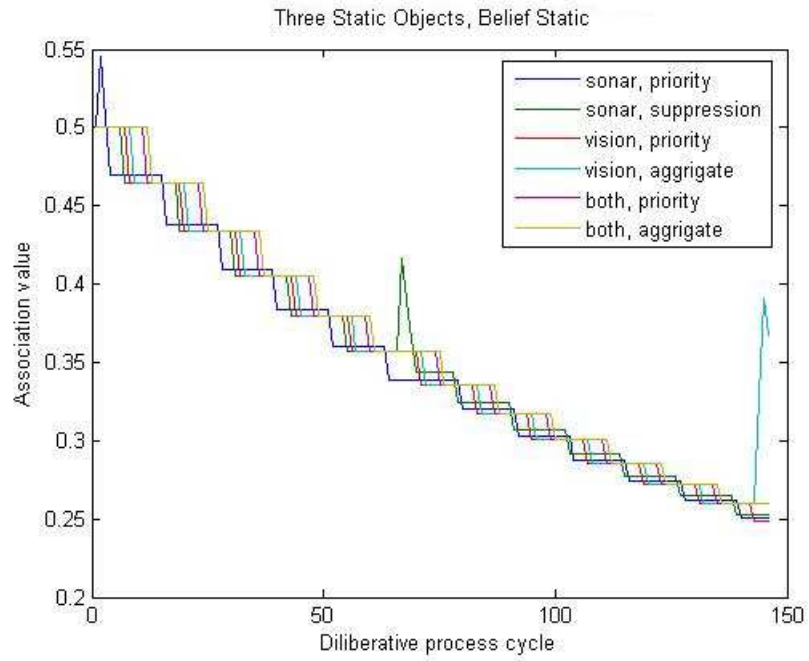 Three Static Objects, Belief Static
0.55
0.5
0.45
0.4
0.35
0.3
0.25
0.2
Association value
sonar, priority
sonar, suppression
vision, priority
vision, aggrigate
both, priority
both, aggrigate
0
50
100
150
Diliberative process cycle